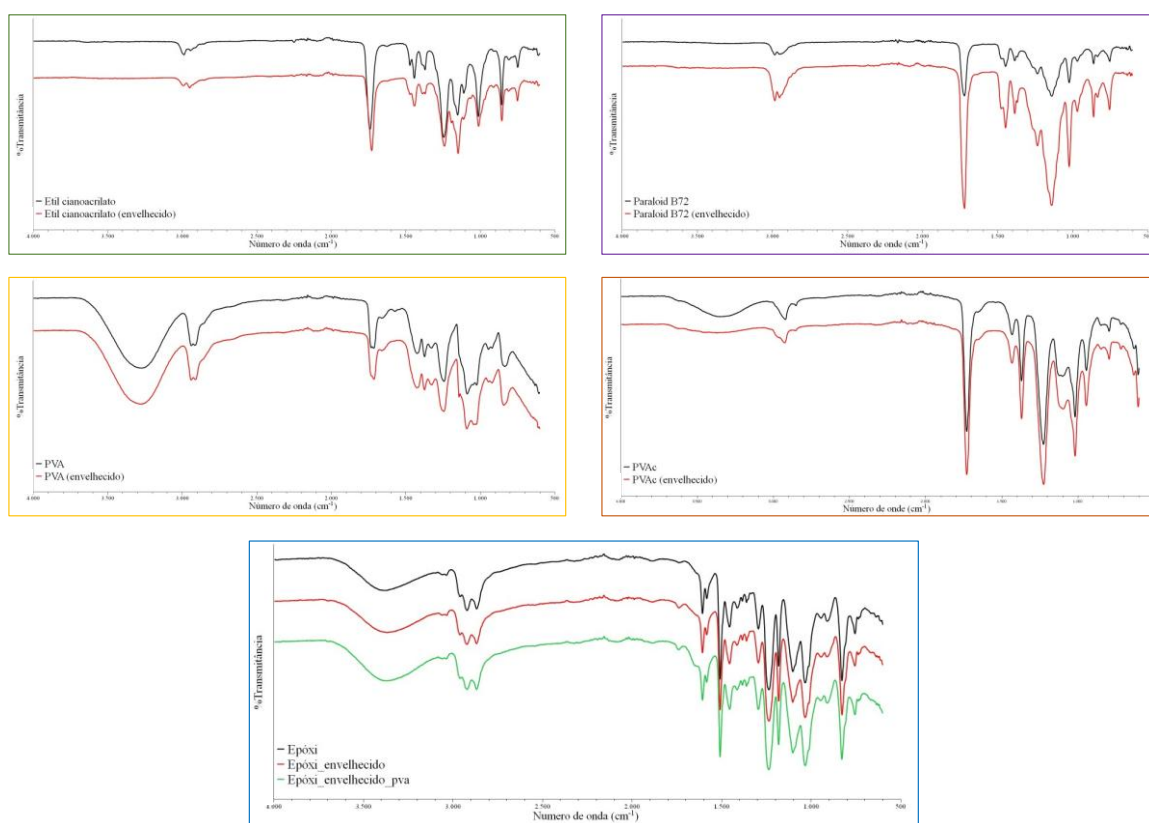 %Transmitância
Etil cianoacrilato
Etil cianoacrilato (envelhecido)
4.000 3.500 3.000 2.500 2.000 1.500 1.000 500
Número de onda (cm-1)
%Transmitância
Paraloid B72
Paraloid B72 (envelhecido)
4.000 3.500 3.000 2.500 2.000 1.500 1.000 500
Número de onde (cm-1)
%Transmitância
PVA
PVA (envelhecido)
4.000 3.500 3.000 2.500 2.000 1.500 1.000 500
Número de onda (cm-1)
%Transmitância
PVAc
PVAc (envelhecido)
Número de onde (cm-1)
%Transmitância
Epóxi
Epóxi_envelhecido
Epóxi_envelhecido_pva
4.000 3.500 3.000 2.500 2.000 1.500 1.000 500
Número de onda (cm-1)